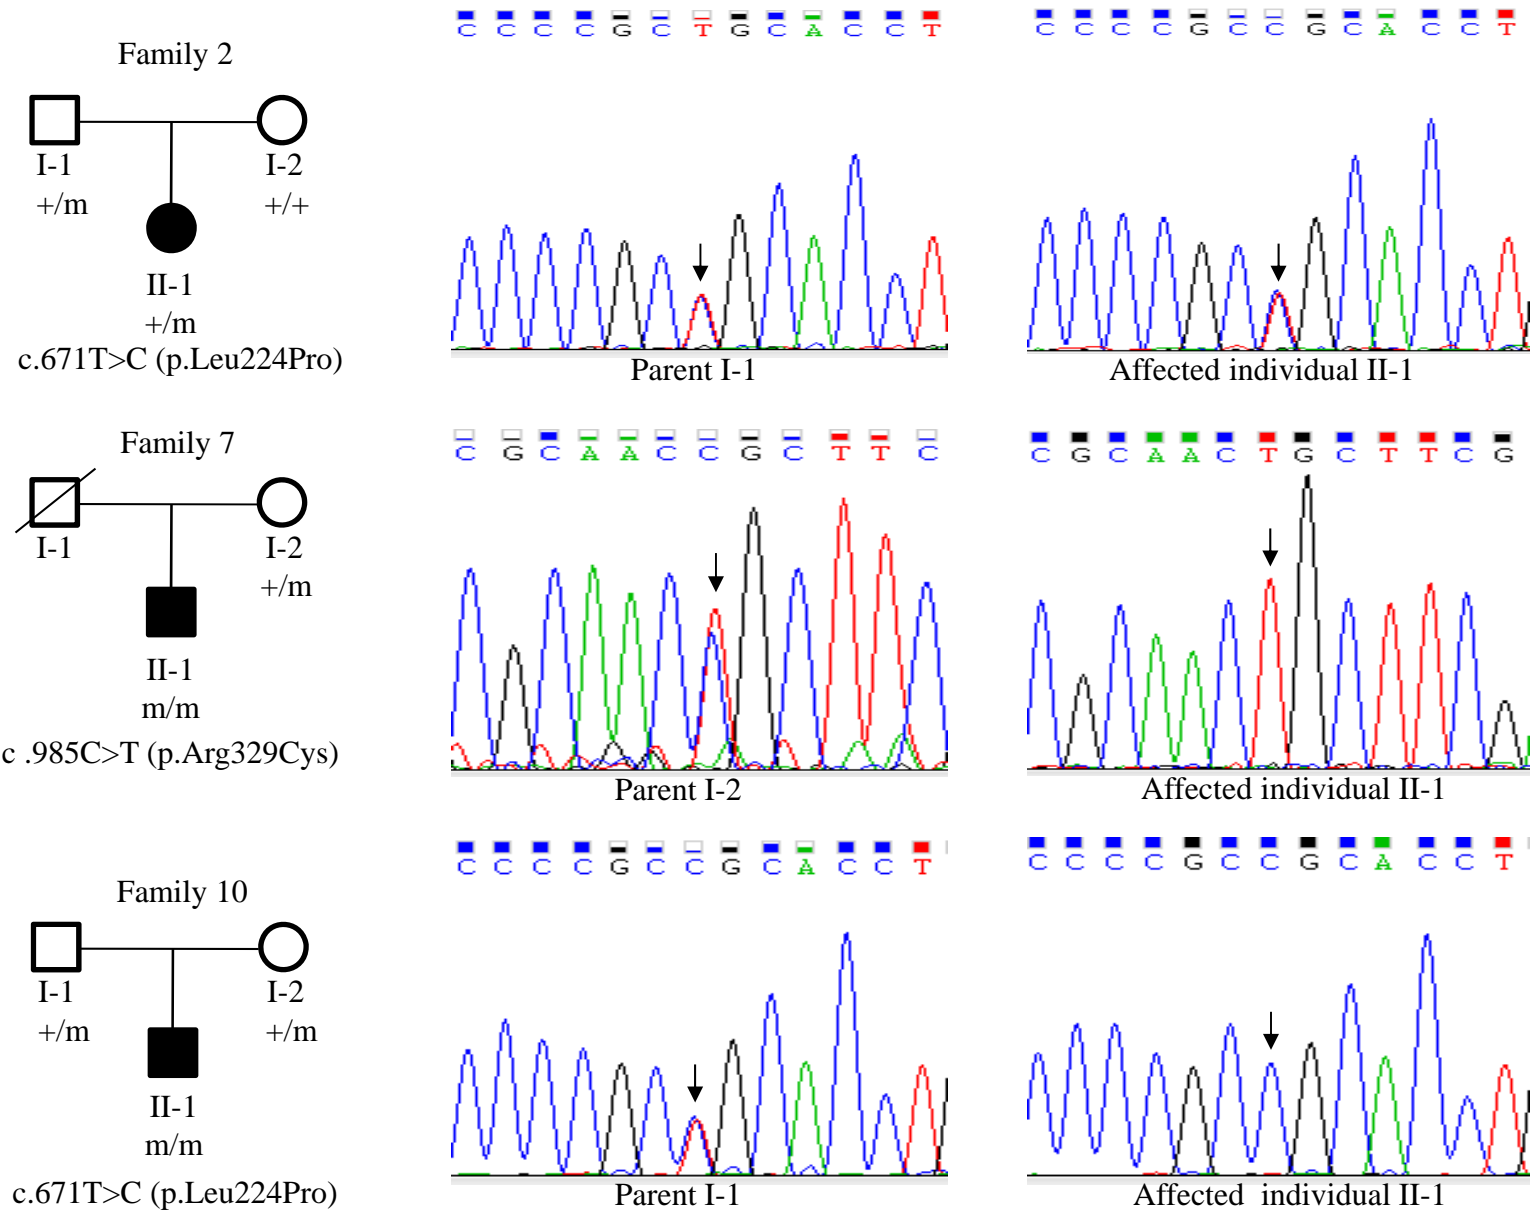 Family 2
I-1
+/m
I-2
+/+
II-1
+/m
c.671T>C (p.Leu224Pro)
C C C C G C T G C A C C T
Parent I-1
C C C C G C C G C A C C T
Affected individual II-1
Family 7
I-1
I-2
+/m
II-1
m/m
c .985C>T (p.Arg329Cys)
C G C A A C C G C T T C
Parent I-2
C G C A A C T G C T T C G
Affected individual II-1
Family 10
I-1
+/m
I-2
+/m
II-1
m/m
c.671T>C (p.Leu224Pro)
C C C C G C C G C A C C T
Parent I-1
C C C C G C C G C A C C T
Affected individual II-1